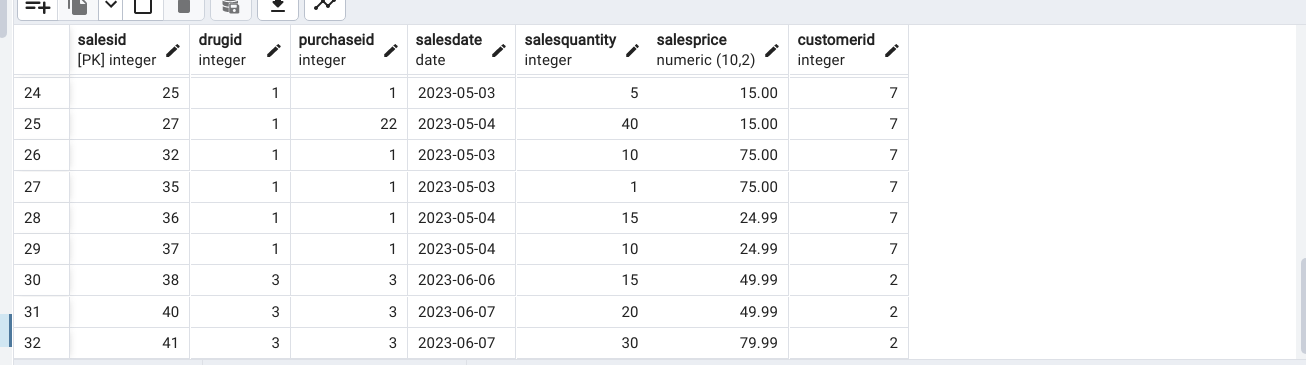 salesid drugid purchaseid salesdate salesquantity salesprice customerid
[PK] integer integer integer date integer numeric (10,2) integer
24 25 1 1 2023-05-03 5 15.00 7
25 27 1 22 2023-05-04 40 15.00 7
26 32 1 1 2023-05-03 10 75.00 7
27 35 1 1 2023-05-03 1 75.00 7
28 36 1 1 2023-05-04 15 24.99 7
29 37 1 1 2023-05-04 10 24.99 7
30 38 3 3 2023-06-06 15 49.99 2
31 40 3 3 2023-06-07 20 49.99 2
32 41 3 3 2023-06-07 30 79.99 2